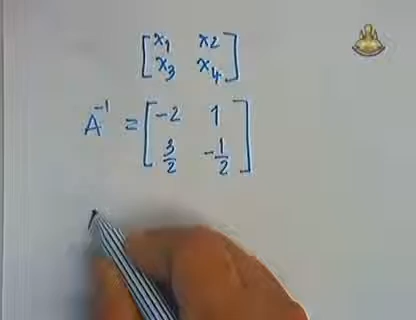 [x₁ x₂]
[x₃ x₄]
A⁻¹ = [-2 1]
[3/2 -1/2]